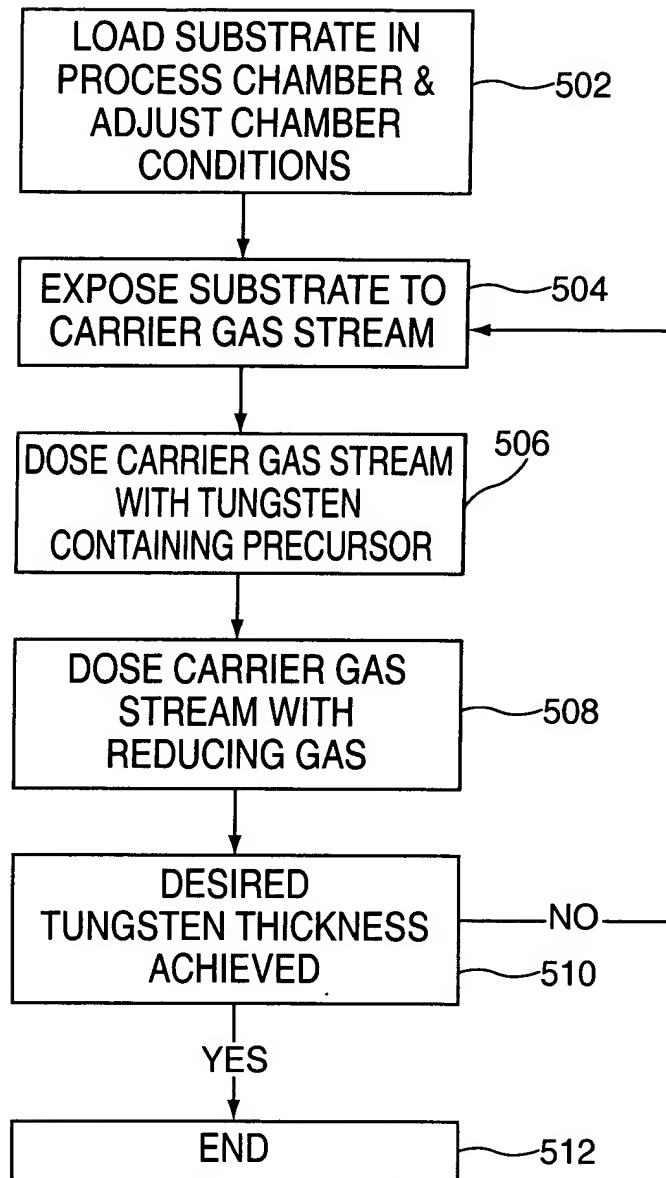 LOAD SUBSTRATE IN
PROCESS CHAMBER &
ADJUST CHAMBER
CONDITIONS
502
EXPOSE SUBSTRATE TO
CARRIER GAS STREAM
504
DOSE CARRIER GAS STREAM
WITH TUNGSTEN
CONTAINING PRECURSOR
506
DOSE CARRIER GAS
STREAM WITH
REDUCING GAS
508
DESIRED
TUNGSTEN THICKNESS
ACHIEVED
NO
510
YES
END
512